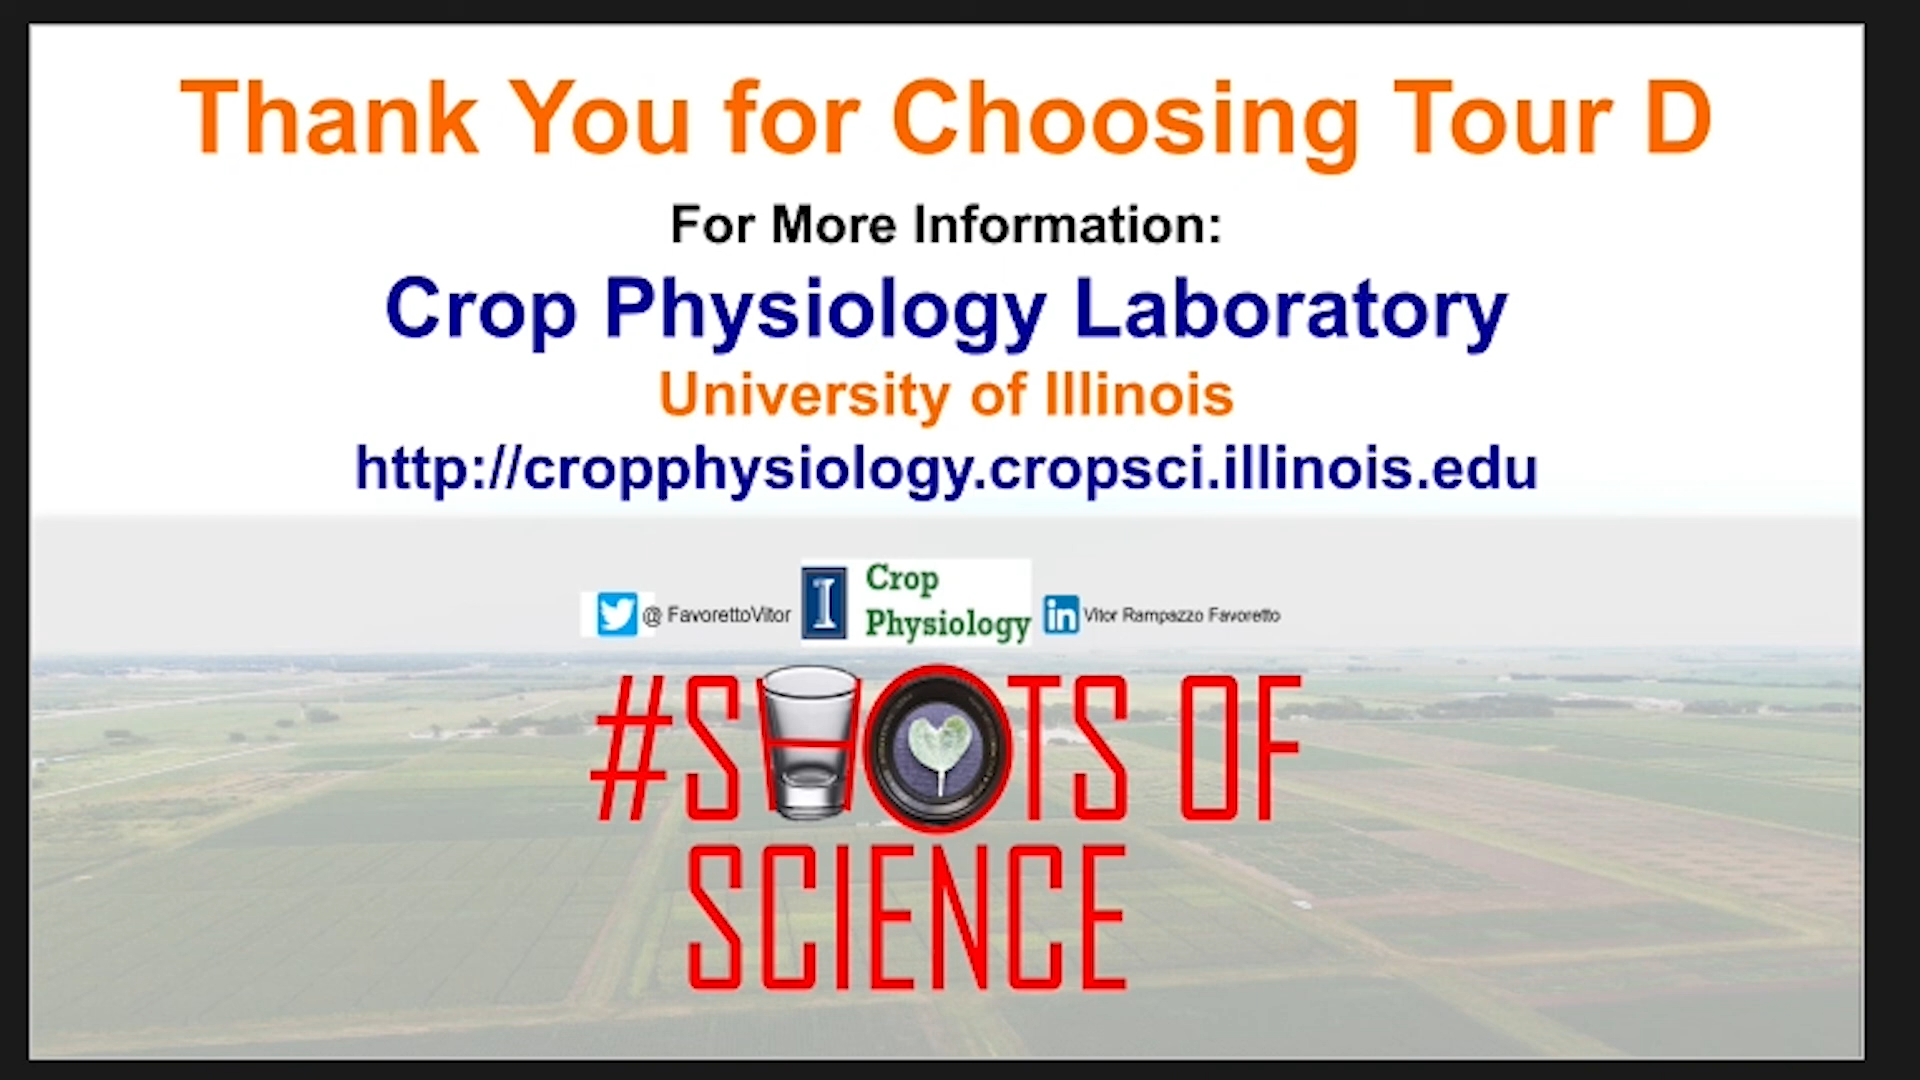 Thank You for Choosing Tour D
For More Information:
Crop Physiology Laboratory
University of Illinois
http://cropphysiology.cropsci.illinois.edu
@ FavorettoVitor
I
Crop
Physiology
in
Vitor Rampazzo Favoretto
#SHOTS OF
SCIENCE